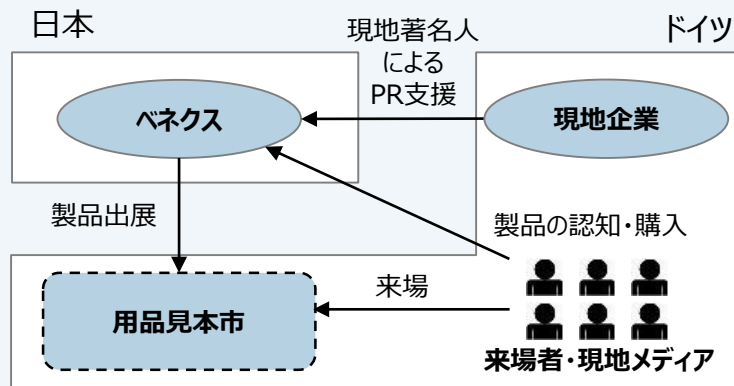 日本
ドイツ
現地著名人
による
PR支援
ベネクス
現地企業
製品出展
製品の認知・購入
用品見本市
来場
来場者・現地メディア